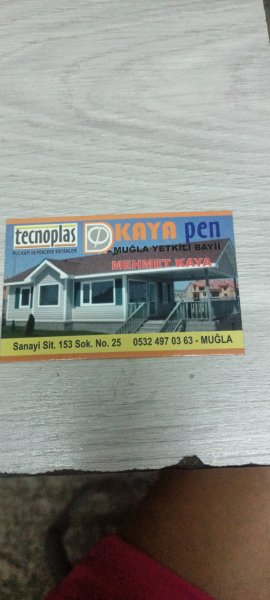 tecnoplas
PVC KAPI VE PENCERE SİSTEMLERİ
KAYA pen
MUĞLA YETKİLİ BAYİİ
MEHMET KAYA
Sanayi Sit. 153 Sok. No. 25 0532 497 03 63 - MUĞLA